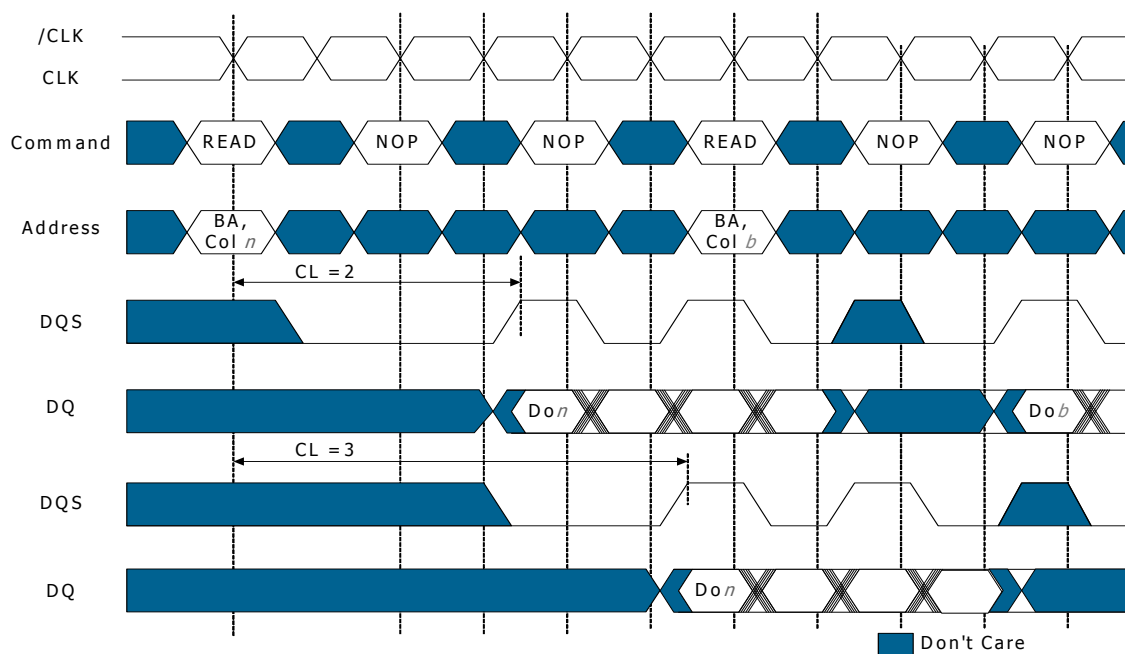 /CLK
CLK
Command READ NOP NOP READ NOP NOP
Address BA, Col n BA, Col b
CL = 2
DQS
DQ Do n Do b
CL = 3
DQS
DQ Do n
Don't Care